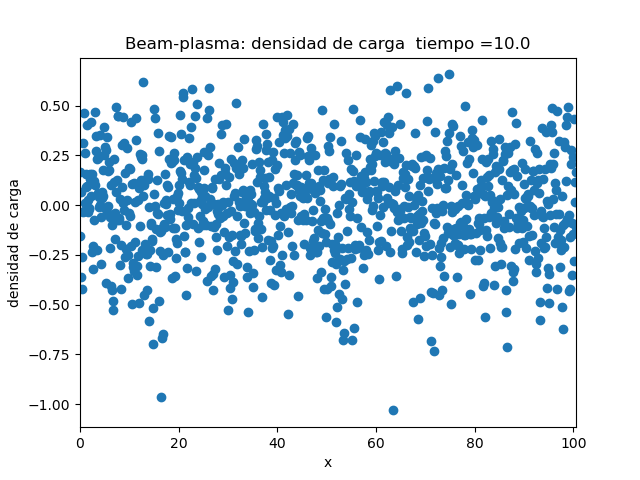 Beam-plasma: densidad de carga  tiempo =10.0
densidad de carga
0.50
0.25
0.00
−0.25
−0.50
−0.75
−1.00
0 20 40 60 80 100
x